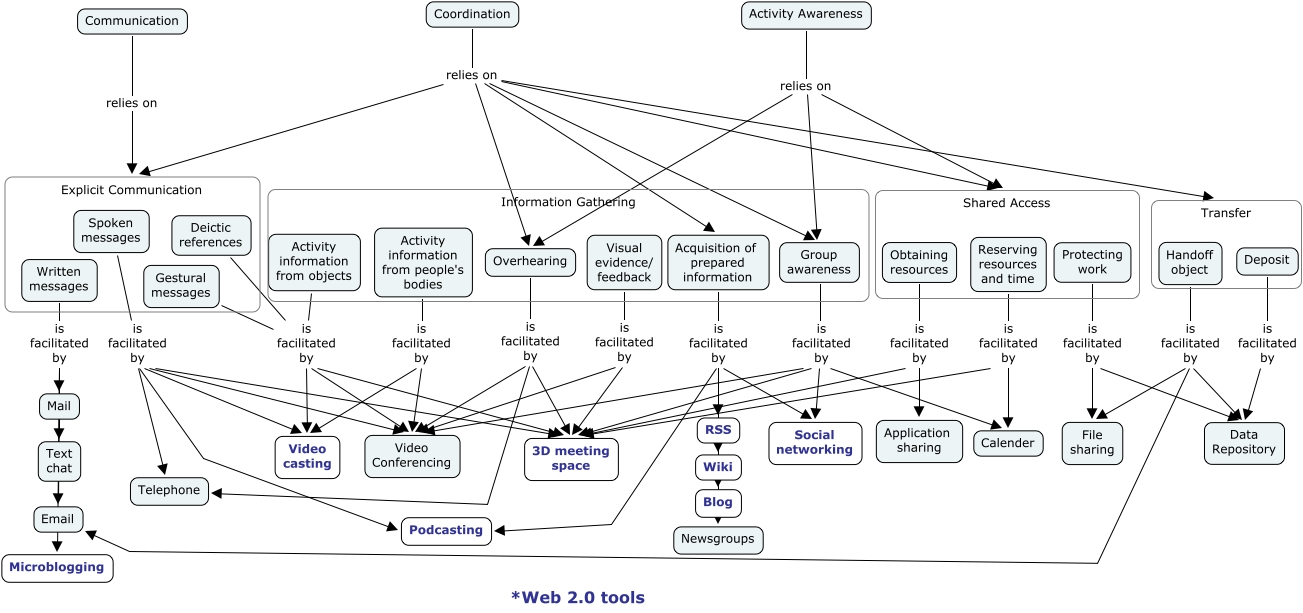 Communication
Coordination
Activity Awareness
relies on
relies on
relies on
Explicit Communication
Information Gathering
Shared Access
Transfer
Spoken
messages
Deictic
references
Written
messages
Gestural
messages
Activity
information
from objects
Activity
information
from people's
bodies
Overhearing
Visual
evidence/
feedback
Acquisition of
prepared
information
Group
awareness
Obtaining
resources
Reserving
resources
and time
Protecting
work
Handoff
object
Deposit
is
facilitated
by
is
facilitated
by
is
facilitated
by
is
facilitated
by
is
facilitated
by
is
facilitated
by
is
facilitated
by
is
facilitated
by
is
facilitated
by
is
facilitated
by
is
facilitated
by
is
facilitated
by
is
facilitated
by
Mail
Text
chat
Email
Microblogging
Telephone
Video
casting
Video
Conferencing
Podcasting
3D meeting
space
RSS
Wiki
Blog
Newsgroups
Social
networking
Application
sharing
Calender
File
sharing
Data
Repository
*Web 2.0 tools